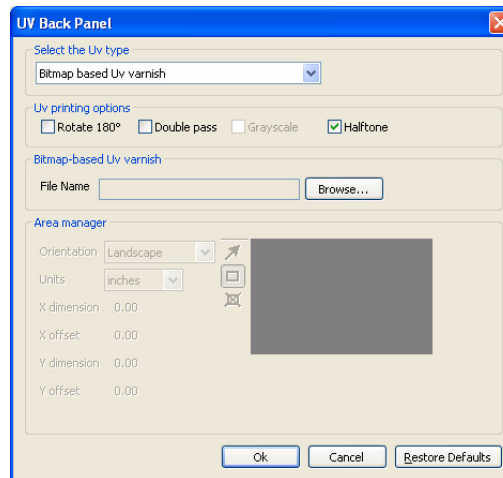 UV Back Panel
Select the Uv type
Bitmap based Uv varnish
Uv printing options
Rotate 180° Double pass Grayscale Halftone
Bitmap-based Uv varnish
File Name Browse...
Area manager
Orientation Landscape
Units inches
X dimension 0.00
X offset 0.00
Y dimension 0.00
Y offset 0.00
Ok Cancel Restore Defaults